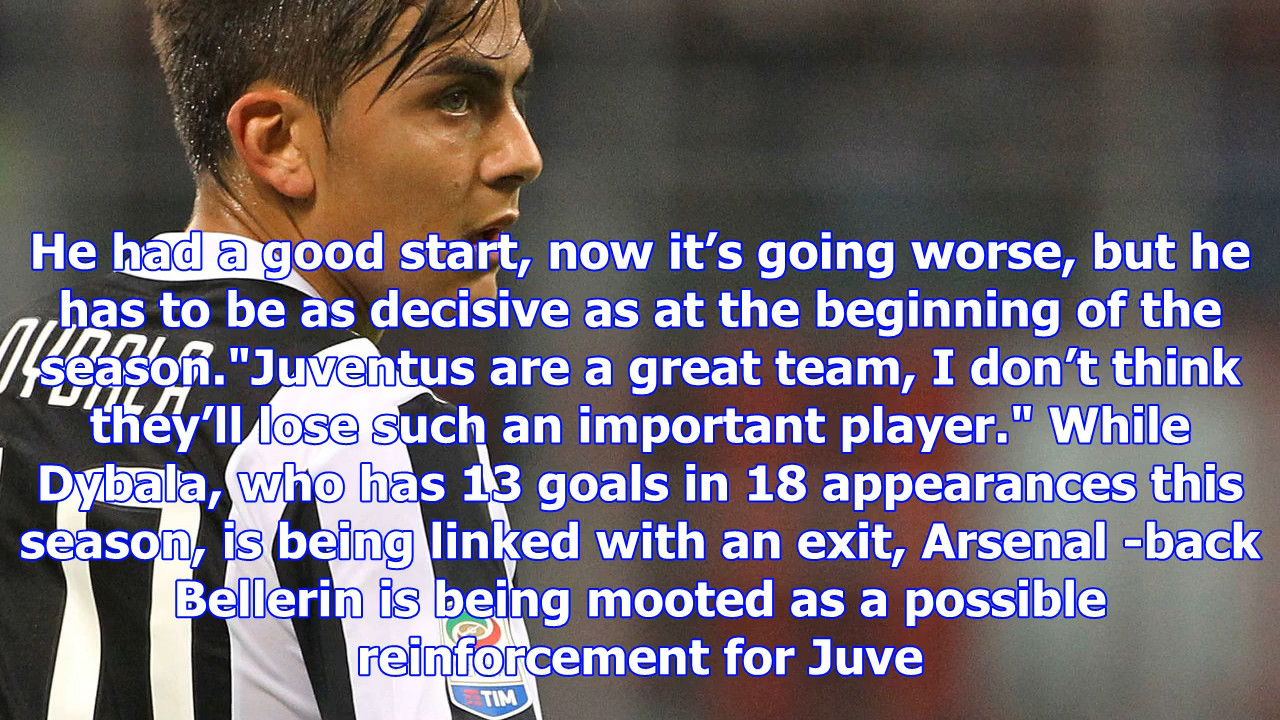 He had a good start, now it’s going worse, but he
has to be as decisive as at the beginning of the
season."Juventus are a great team, I don’t think
they’ll lose such an important player." While
Dybala, who has 13 goals in 18 appearances this
season, is being linked with an exit, Arsenal -back
Bellerin is being mooted as a possible
reinforcement for Juve
DYBALA
TIM